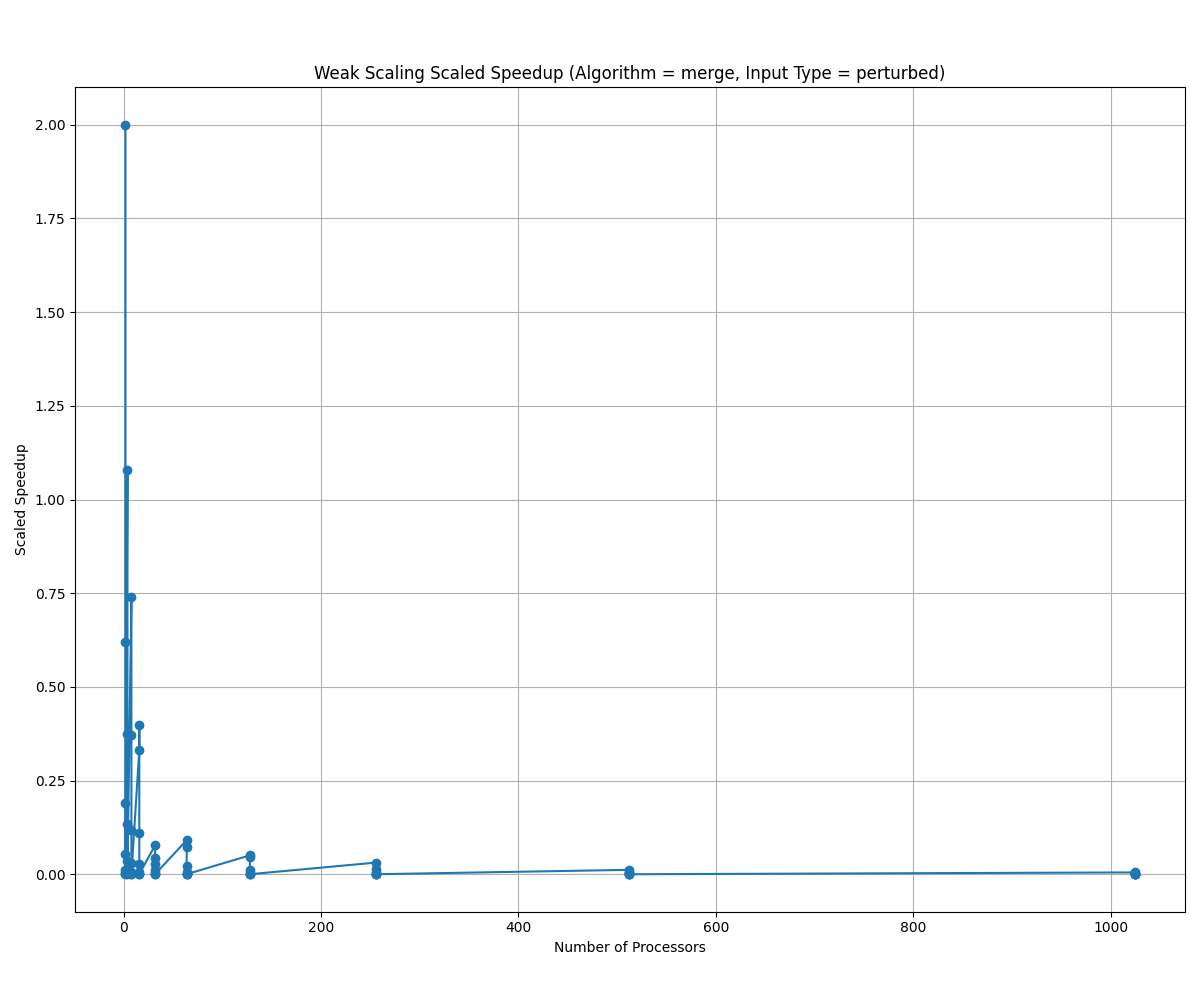 Weak Scaling Scaled Speedup (Algorithm = merge, Input Type = perturbed)
2.00
1.75
1.50
1.25
1.00
0.75
0.50
0.25
0.00
Scaled Speedup
0 200 400 600 800 1000
Number of Processors